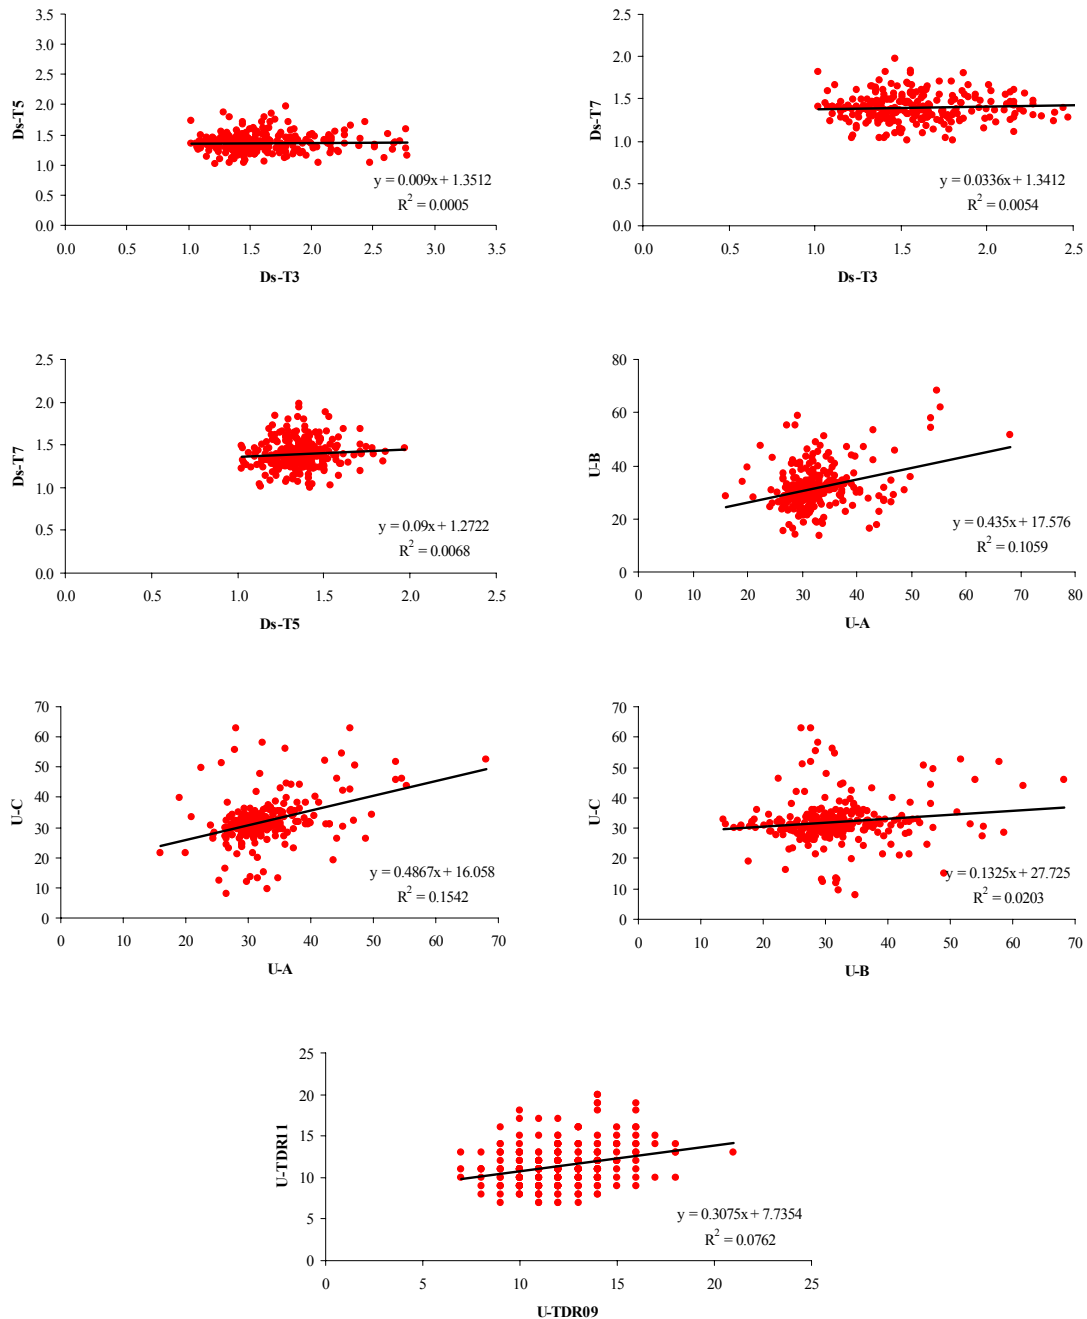 3.5
3.0
2.5
2.0
1.5
1.0
0.5
0.0
Ds-T5
0.0 0.5 1.0 1.5 2.0 2.5 3.0 3.5
Ds-T3
y = 0.009x + 1.3512
R² = 0.0005
2.5
2.0
1.5
1.0
0.5
0.0
Ds-T7
0.0 0.5 1.0 1.5 2.0 2.5
Ds-T3
y = 0.0336x + 1.3412
R² = 0.0054
2.5
2.0
1.5
1.0
0.5
0.0
Ds-T7
0.0 0.5 1.0 1.5 2.0 2.5
Ds-T5
y = 0.09x + 1.2722
R² = 0.0068
80
60
40
20
0
U-B
0 10 20 30 40 50 60 70 80
U-A
y = 0.435x + 17.576
R² = 0.1059
70
60
50
40
30
20
10
0
U-C
0 10 20 30 40 50 60 70
U-A
y = 0.4867x + 16.058
R² = 0.1542
70
60
50
40
30
20
10
0
U-C
0 10 20 30 40 50 60 70
U-B
y = 0.1325x + 27.725
R² = 0.0203
25
20
15
10
5
0
U-TDR11
0 5 10 15 20 25
U-TDR09
y = 0.3075x + 7.7354
R² = 0.0762